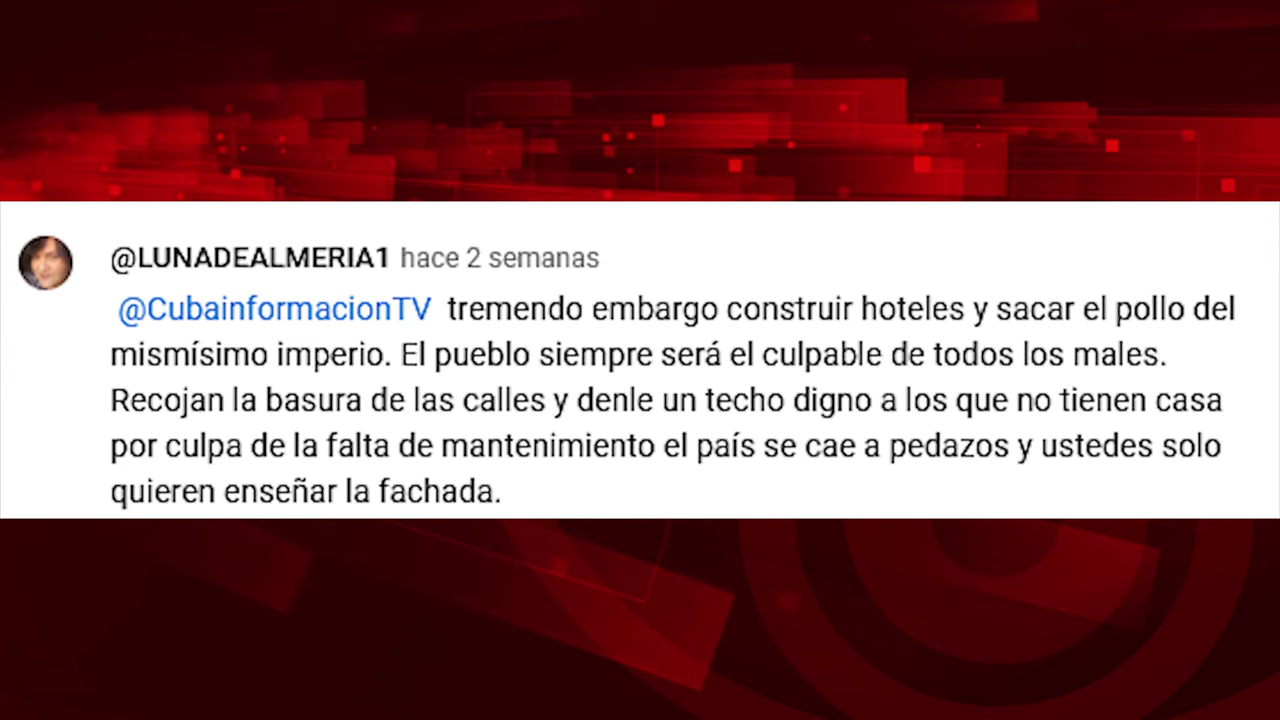 @LUNADEALMERIA1 hace 2 semanas
@CubainformacionTV tremendo embargo construir hoteles y sacar el pollo del
mismísimo imperio. El pueblo siempre será el culpable de todos los males.
Recojan la basura de las calles y denle un techo digno a los que no tienen casa
por culpa de la falta de mantenimiento el país se cae a pedazos y ustedes solo
quieren enseñar la fachada.